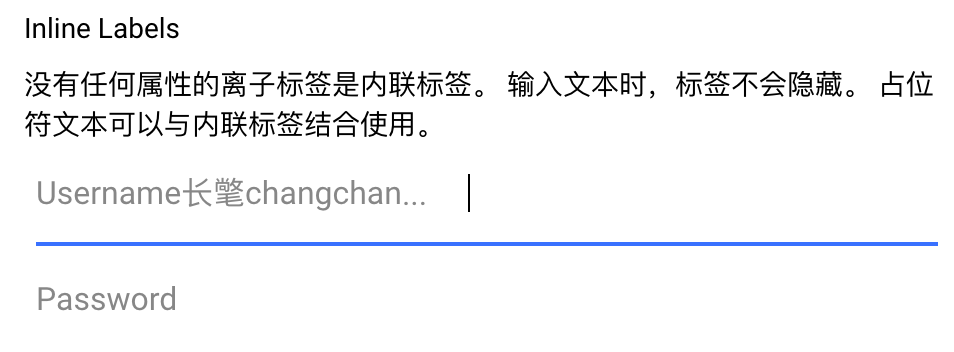 Inline Labels
没有任何属性的离子标签是内联标签。 输入文本时，标签不会隐藏。 占位
符文本可以与内联标签结合使用。
Username长氅changchan...
Password